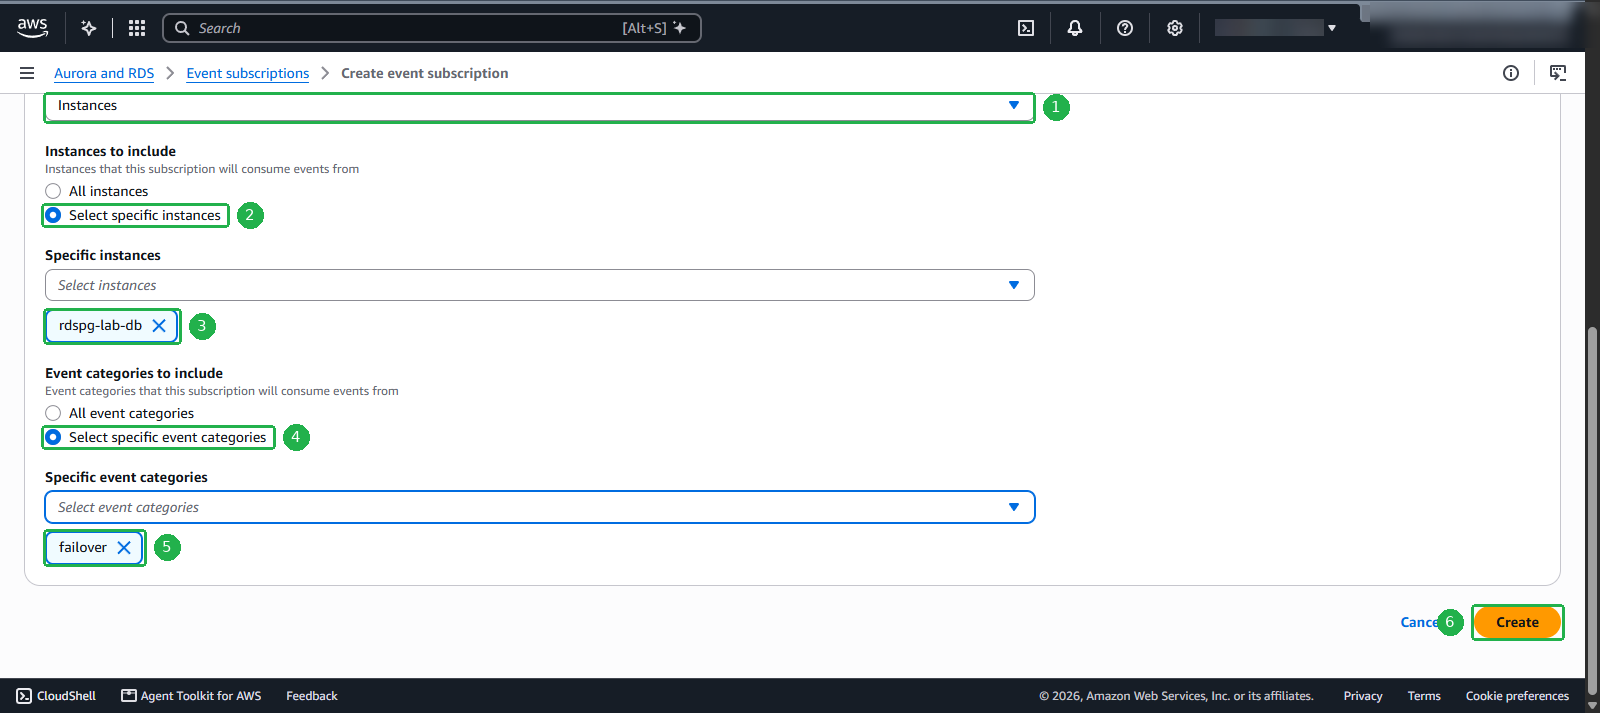 aws
Search [Alt+S]
Aurora and RDS > Event subscriptions > Create event subscription
Instances 1
Instances to include
Instances that this subscription will consume events from
All instances
Select specific instances 2
Specific instances
Select instances
rdspg-lab-db 3
Event categories to include
Event categories that this subscription will consume events from
All event categories
Select specific event categories 4
Specific event categories
Select event categories
failover 5
Cance 6 Create
CloudShell Agent Toolkit for AWS Feedback © 2026, Amazon Web Services, Inc. or its affiliates. Privacy Terms Cookie preferences